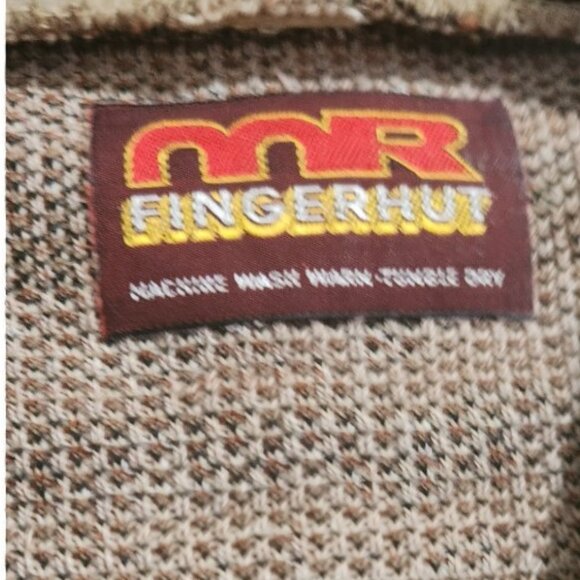 MR
FINGERHUT
MACHINE WASH WARM-TUMBLE DRY